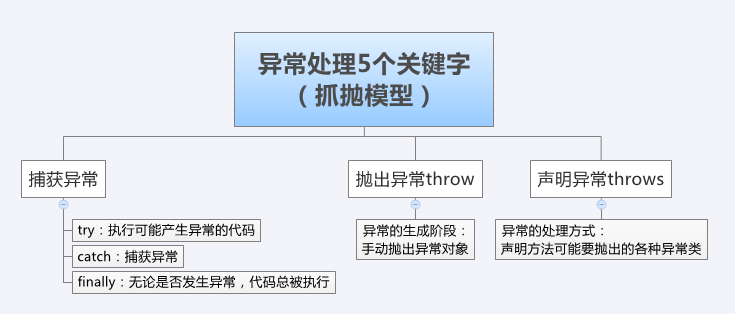 异常处理5个关键字
（抓抛模型）
捕获异常
抛出异常throw
声明异常throws
try：执行可能产生异常的代码
catch：捕获异常
finally：无论是否发生异常，代码总被执行
异常的生成阶段：
手动抛出异常对象
异常的处理方式：
声明方法可能要抛出的各种异常类